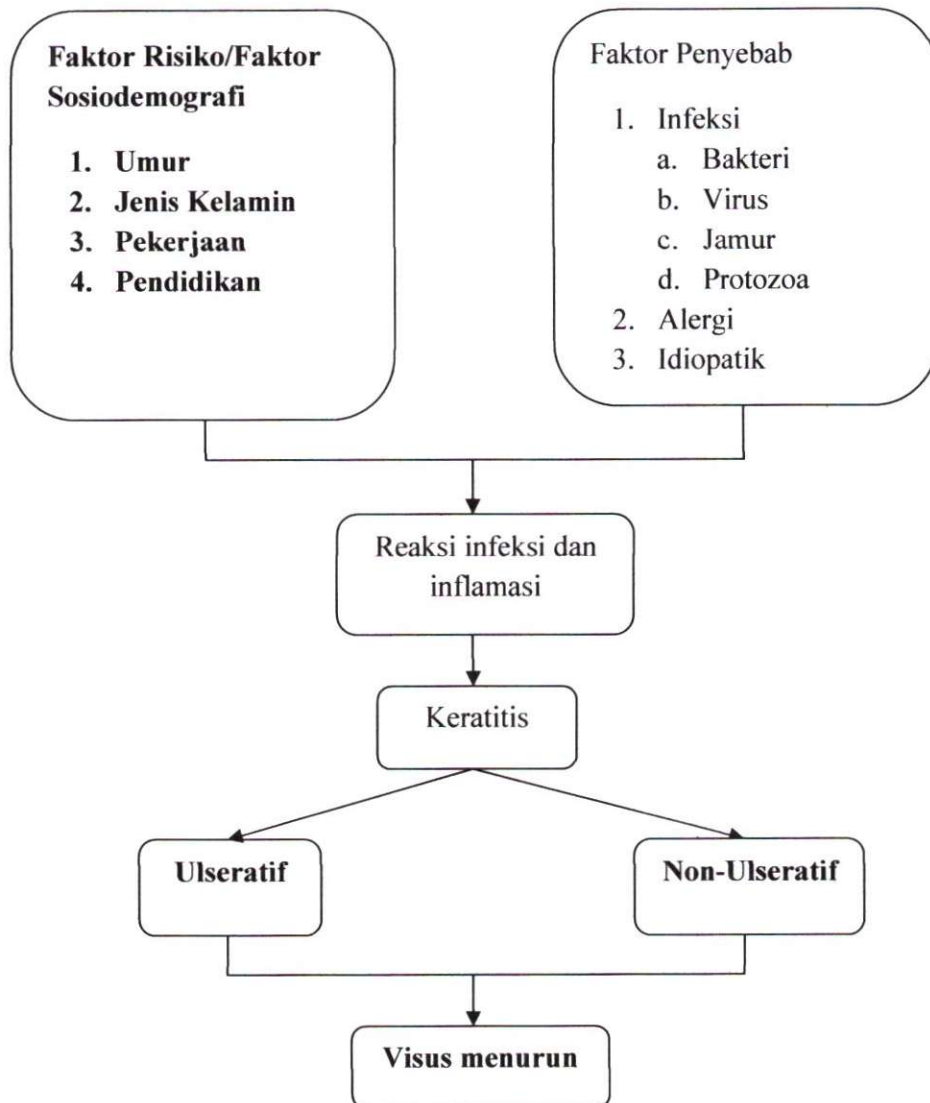 Faktor Risiko/Faktor
Sosiodemografi
1. Umur
2. Jenis Kelamin
3. Pekerjaan
4. Pendidikan
Faktor Penyebab
1. Infeksi
a. Bakteri
b. Virus
c. Jamur
d. Protozoa
2. Alergi
3. Idiopatik
Reaksi infeksi dan
inflamasi
Keratitis
Ulseratif
Non-Ulseratif
Visus menurun